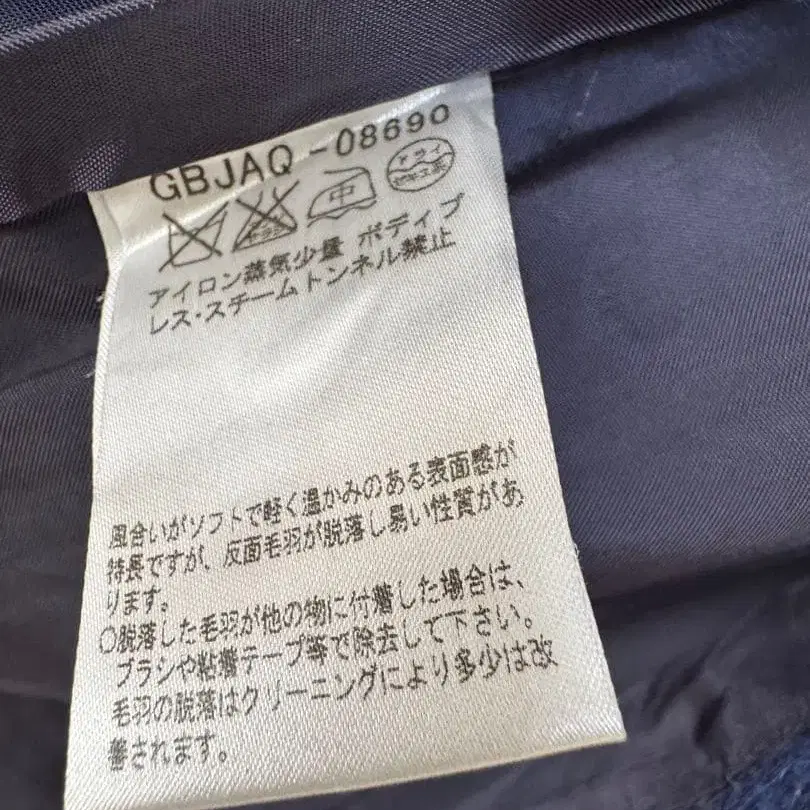 GBJAQ-08690
中
アイロン蒸気少量 ボディプ
レス・スチームトンネル禁止
風合いがソフトで軽く温かみのある表面感が
特長ですが、反面毛羽が脱落し易い性質があ
ります。
○脱落した毛羽が他の物に付着した場合は、
ブラシや粘着テープ等で除去して下さい。
毛羽の脱落はクリーニングにより多少は改
善されます。